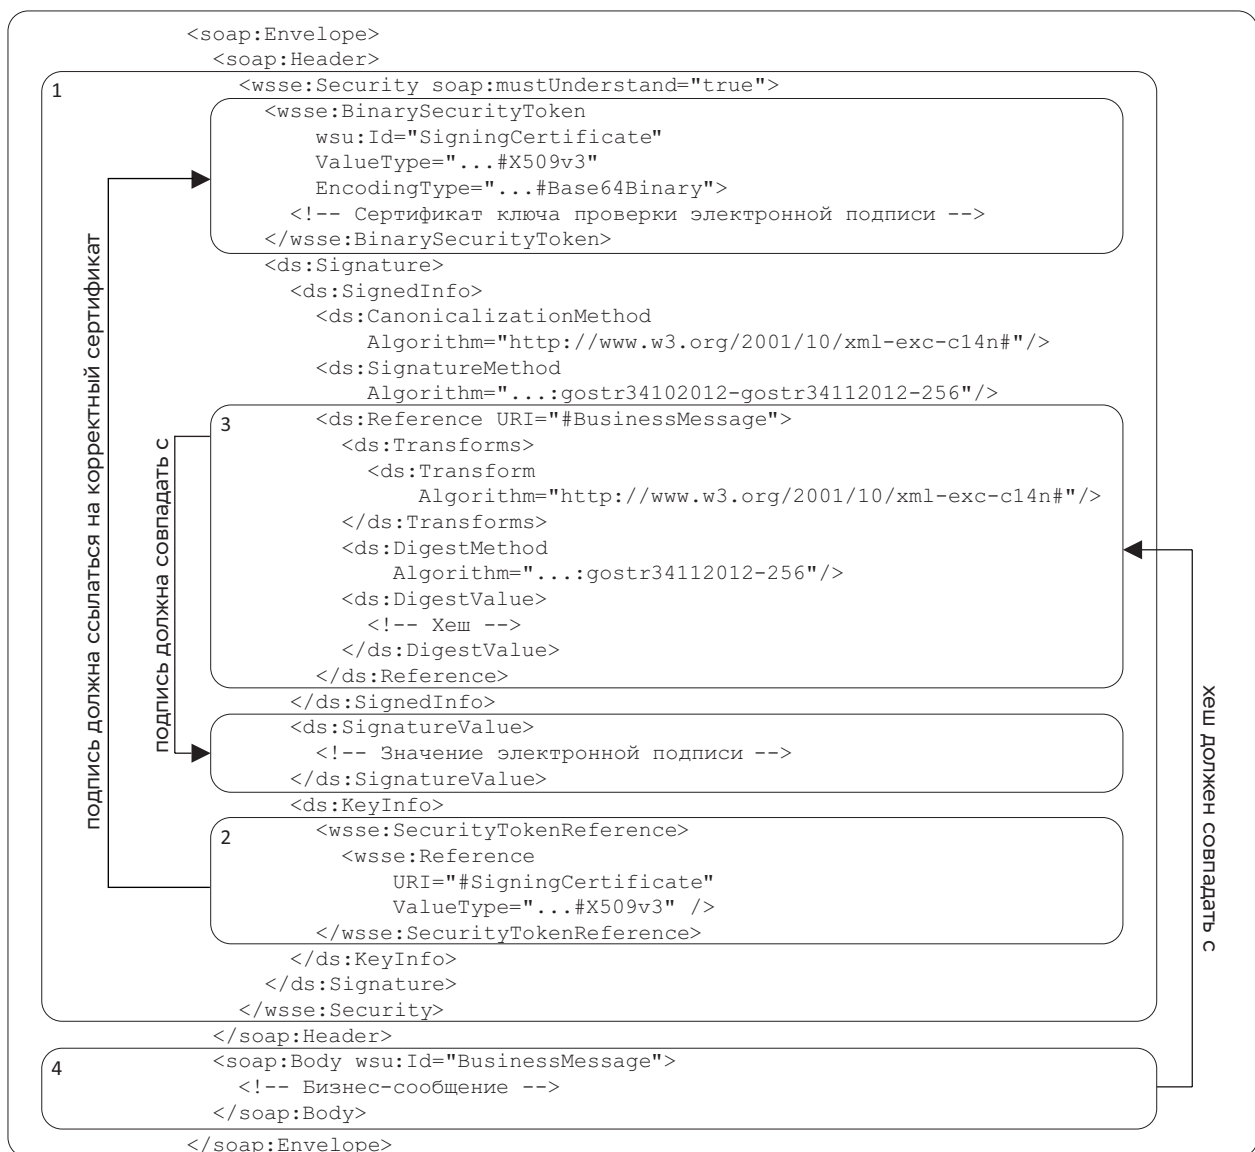 <soap:Envelope>
<soap:Header>
1
<wsse:Security soap:mustUnderstand="true">
<wsse:BinarySecurityToken
wsu:Id="SigningCertificate"
ValueType="...#X509v3"
EncodingType="...#Base64Binary">
<!-- Сертификат ключа проверки электронной подписи -->
</wsse:BinarySecurityToken>
<ds:Signature>
<ds:SignedInfo>
<ds:CanonicalizationMethod
Algorithm="http://www.w3.org/2001/10/xml-exc-c14n#"/>
<ds:SignatureMethod
Algorithm="...:gostr34102012-gostr34112012-256"/>
3
<ds:Reference URI="#BusinessMessage">
<ds:Transforms>
<ds:Transform
Algorithm="http://www.w3.org/2001/10/xml-exc-c14n#"/>
</ds:Transforms>
<ds:DigestMethod
Algorithm="...:gostr34112012-256"/>
<ds:DigestValue>
<!-- Хеш -->
</ds:DigestValue>
</ds:Reference>
</ds:SignedInfo>
<ds:SignatureValue>
<!-- Значение электронной подписи -->
</ds:SignatureValue>
<ds:KeyInfo>
2
<wsse:SecurityTokenReference>
<wsse:Reference
URI="#SigningCertificate"
ValueType="...#X509v3" />
</wsse:SecurityTokenReference>
</ds:KeyInfo>
</ds:Signature>
</wsse:Security>
</soap:Header>
4
<soap:Body wsu:Id="BusinessMessage">
<!-- Бизнес-сообщение -->
</soap:Body>
</soap:Envelope>
подпись должна ссылаться на корректный сертификат
подпись должна совпадать с
хеш должен совпадать с